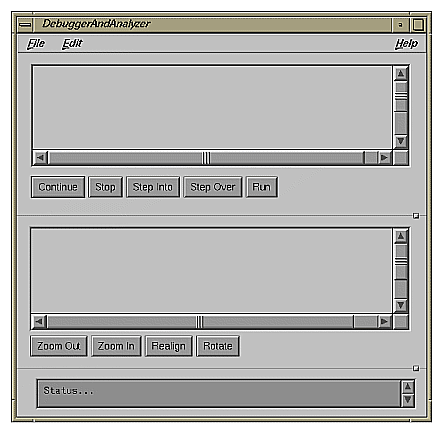 DebuggerAndAnalyzer
File Edit Help
Continue Stop Step Into Step Over Run
Zoom Out Zoom In Realign Rotate
Status...